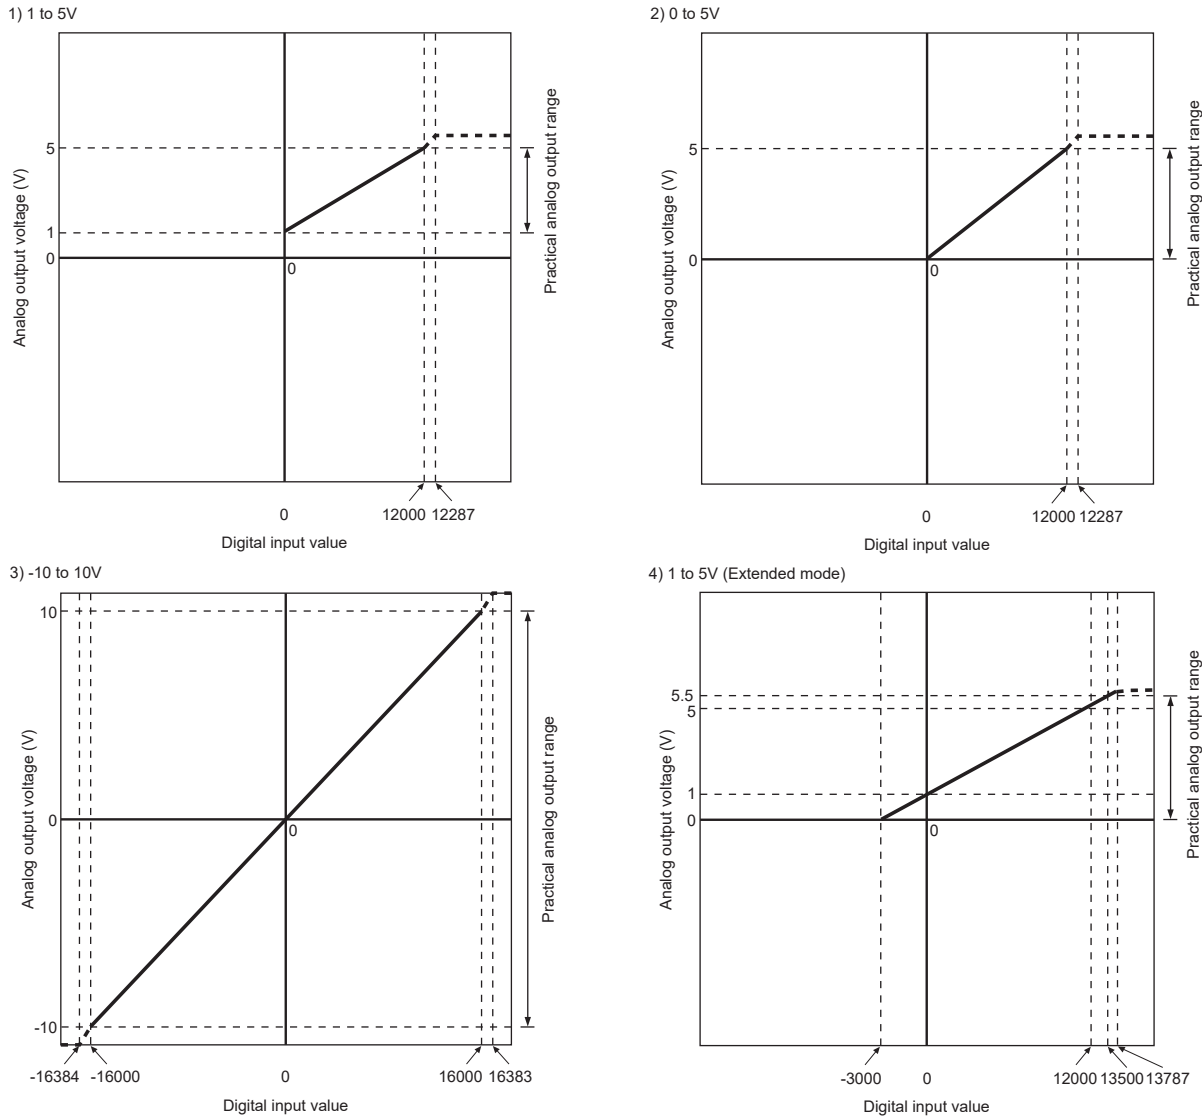 1) 1 to 5V
5
1
0
0
Analog output voltage (V)
Practical analog output range
0
12000
12287
Digital input value
2) 0 to 5V
5
0
0
Analog output voltage (V)
Practical analog output range
0
12000
12287
Digital input value
3) -10 to 10V
10
0
0
-10
Analog output voltage (V)
Practical analog output range
-16384
-16000
0
16000
16383
Digital input value
4) 1 to 5V (Extended mode)
5.5
5
1
0
0
Analog output voltage (V)
Practical analog output range
-3000
0
12000
13500
13787
Digital input value